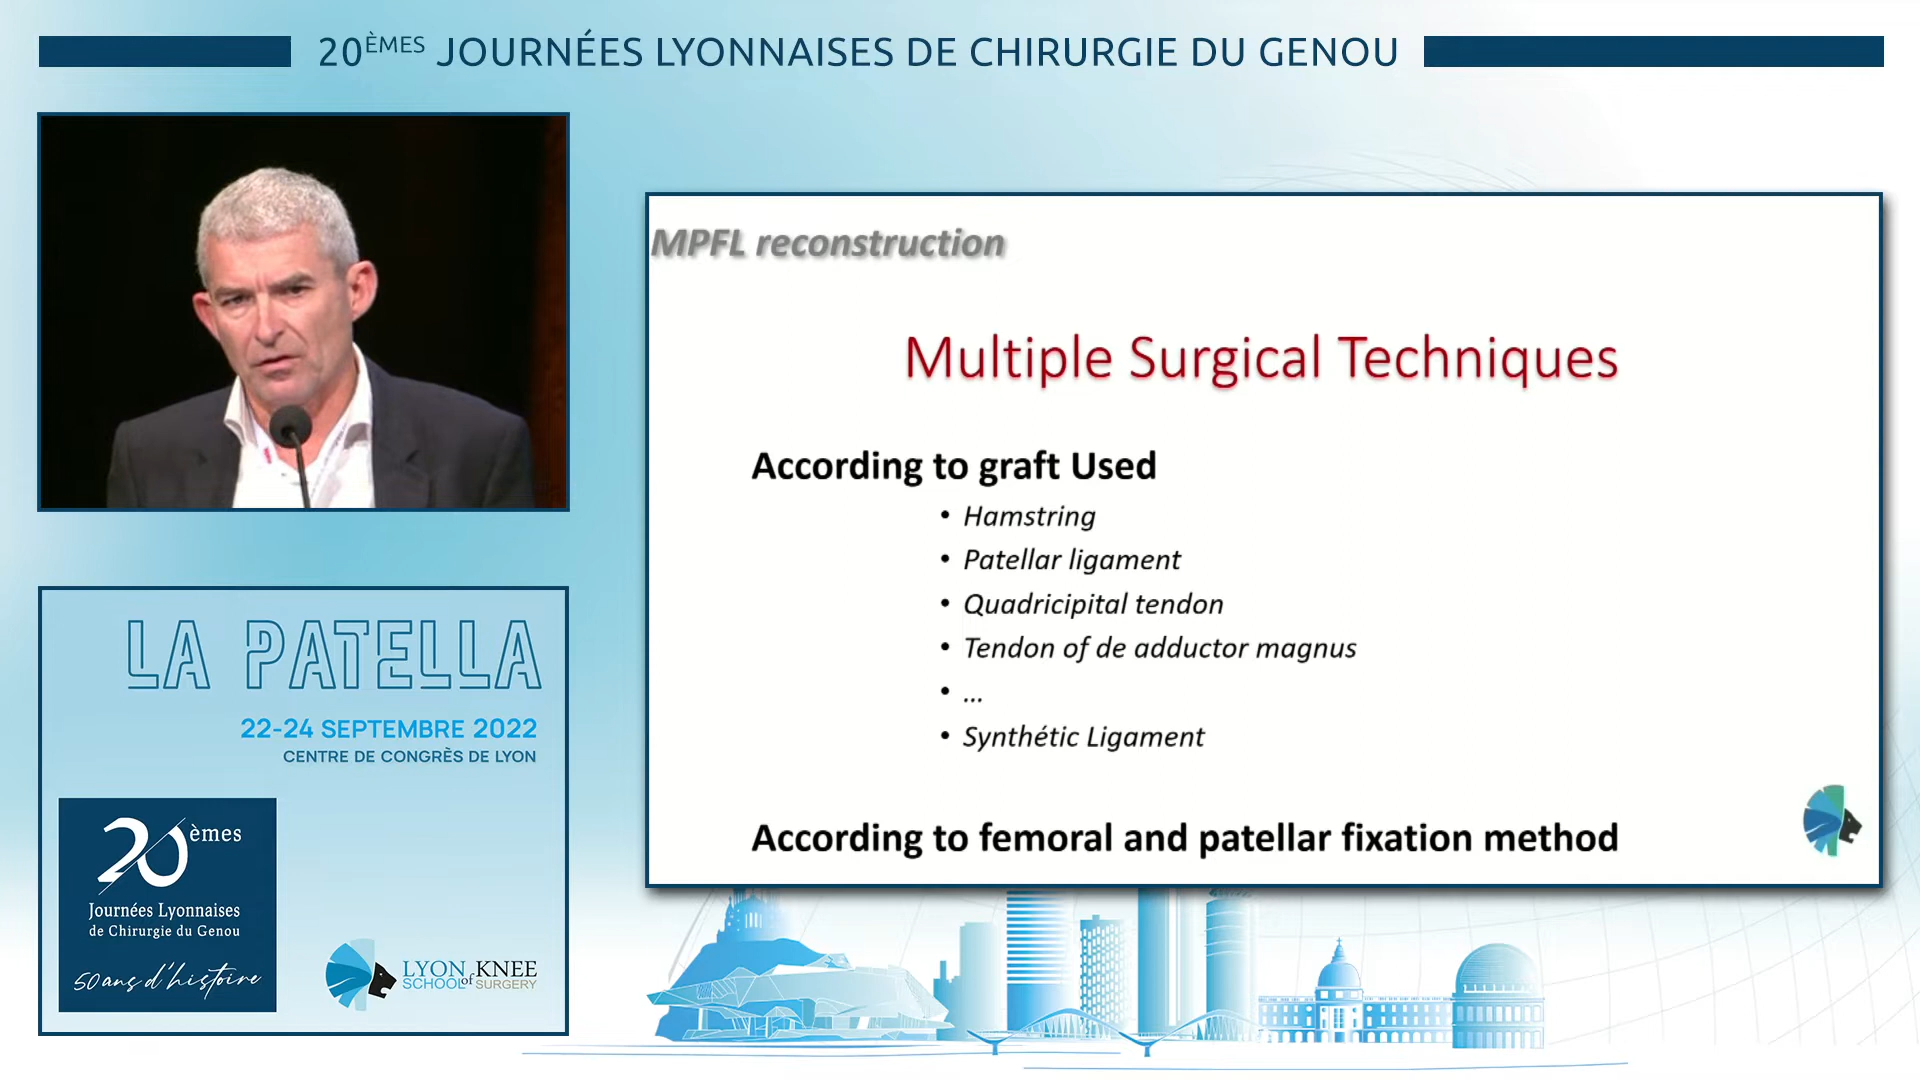 20ÈMES JOURNÉES LYONNAISES DE CHIRURGIE DU GENOU
MPFL reconstruction
Multiple Surgical Techniques
According to graft Used
• Hamstring
• Patellar ligament
• Quadricipital tendon
• Tendon of de adductor magnus
• ...
• Synthétic Ligament
According to femoral and patellar fixation method
LA PATELLA
22-24 SEPTEMBRE 2022
CENTRE DE CONGRÈS DE LYON
20èmes
Journées Lyonnaises
de Chirurgie du Genou
50 ans d'histoire
LYON KNEE
SCHOOL of SURGERY